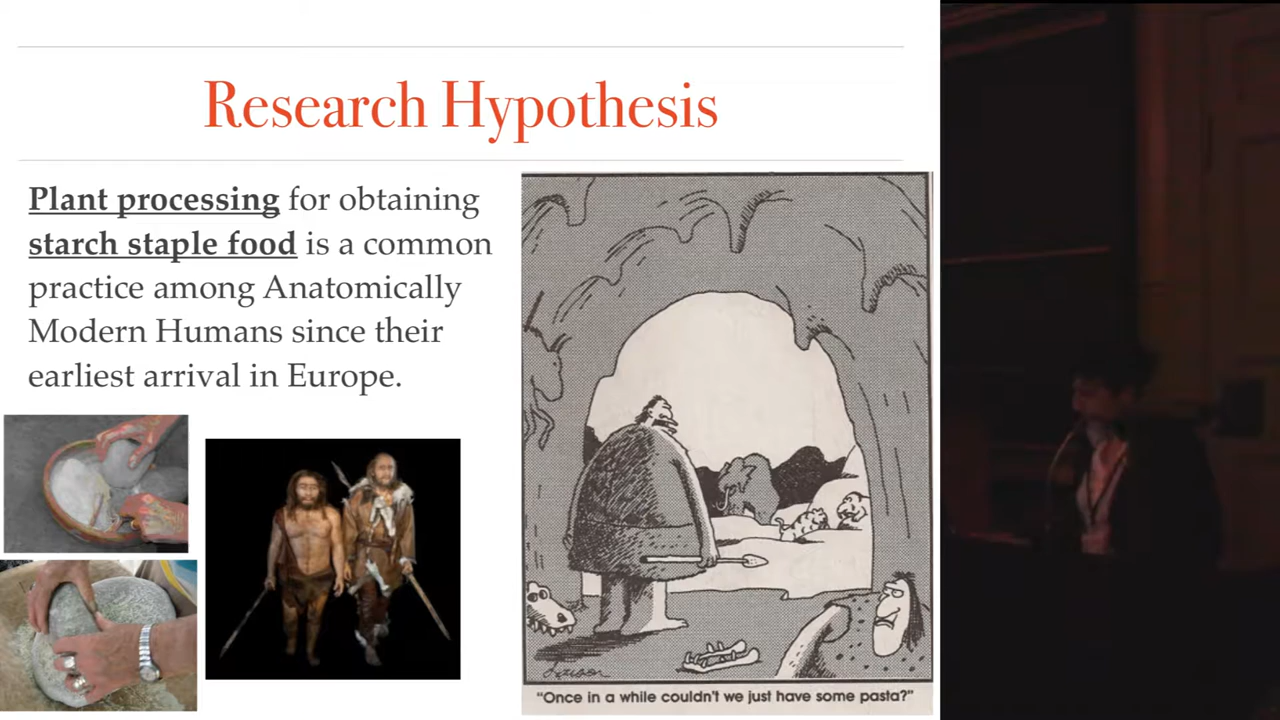 Research Hypothesis
Plant processing for obtaining
starch staple food is a common
practice among Anatomically
Modern Humans since their
earliest arrival in Europe.
Larson
"Once in a while couldn't we just have some pasta?"